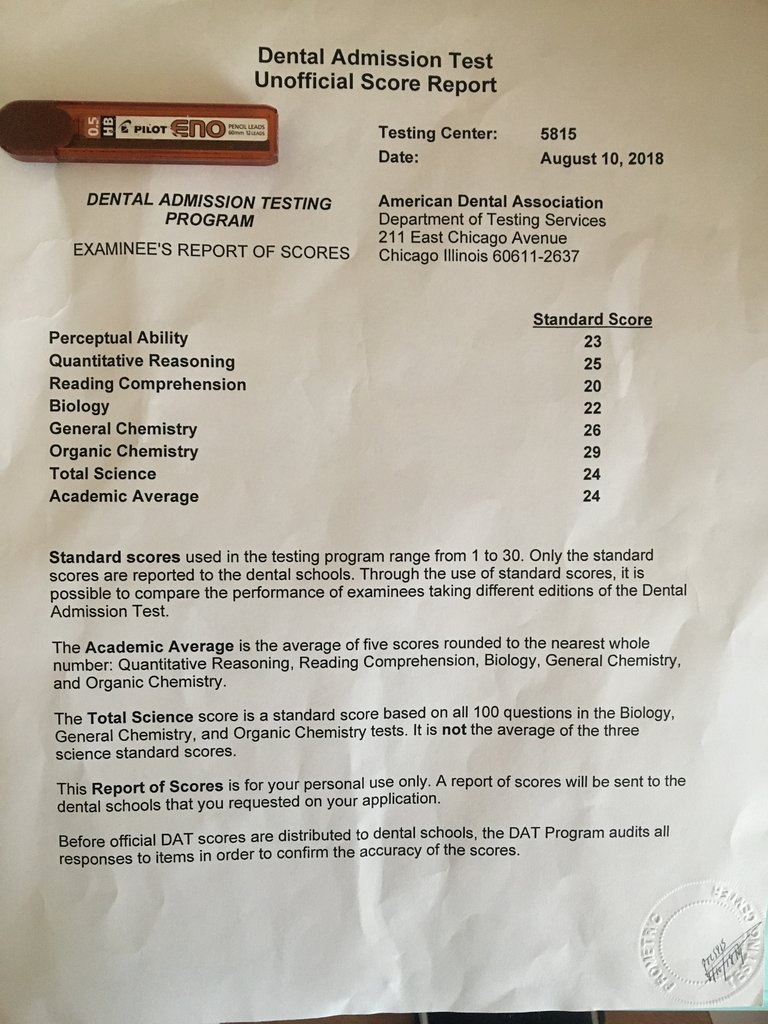 Dental Admission Test
Unofficial Score Report
0.5 HB PILOT ENO PENCIL LEADS
60mm 12 LEADS
Testing Center: 5815
Date: August 10, 2018
DENTAL ADMISSION TESTING
PROGRAM
EXAMINEE'S REPORT OF SCORES
American Dental Association
Department of Testing Services
211 East Chicago Avenue
Chicago Illinois 60611-2637
Standard Score
Perceptual Ability 23
Quantitative Reasoning 25
Reading Comprehension 20
Biology 22
General Chemistry 26
Organic Chemistry 29
Total Science 24
Academic Average 24
Standard scores used in the testing program range from 1 to 30. Only the standard
scores are reported to the dental schools. Through the use of standard scores, it is
possible to compare the performance of examinees taking different editions of the Dental
Admission Test.
The Academic Average is the average of five scores rounded to the nearest whole
number: Quantitative Reasoning, Reading Comprehension, Biology, General Chemistry,
and Organic Chemistry.
The Total Science score is a standard score based on all 100 questions in the Biology,
General Chemistry, and Organic Chemistry tests. It is not the average of the three
science standard scores.
This Report of Scores is for your personal use only. A report of scores will be sent to the
dental schools that you requested on your application.
Before official DAT scores are distributed to dental schools, the DAT Program audits all
responses to items in order to confirm the accuracy of the scores.
PROMETRIC TESTING CENTER